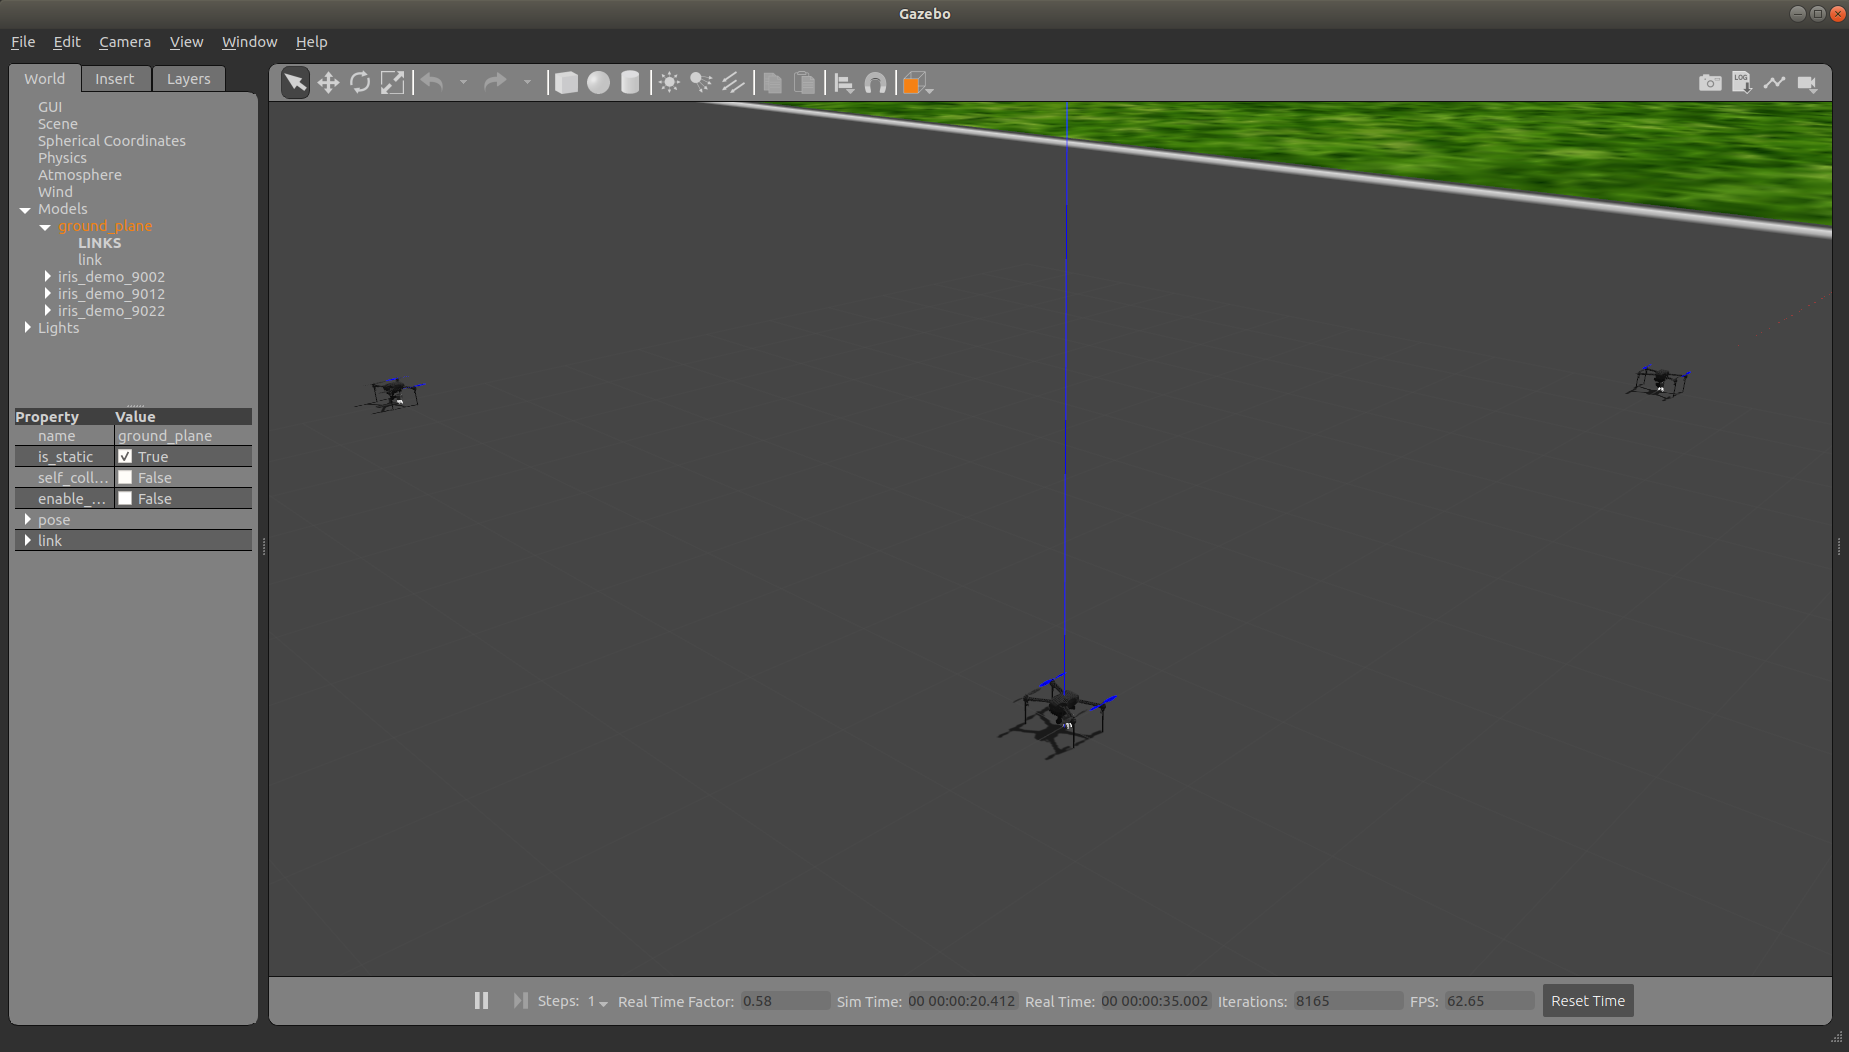 Gazebo
File Edit Camera View Window Help
World Insert Layers
LOG
GUI
Scene
Spherical Coordinates
Physics
Atmosphere
Wind
Models
ground_plane
LINKS
link
iris_demo_9002
iris_demo_9012
iris_demo_9022
Lights
Property Value
name ground_plane
is_static True
self_coll... False
enable_... False
pose
link
Steps: 1 Real Time Factor: 0.58 Sim Time: 00 00:00:20.412 Real Time: 00 00:00:35.002 Iterations: 8165 FPS: 62.65 Reset Time